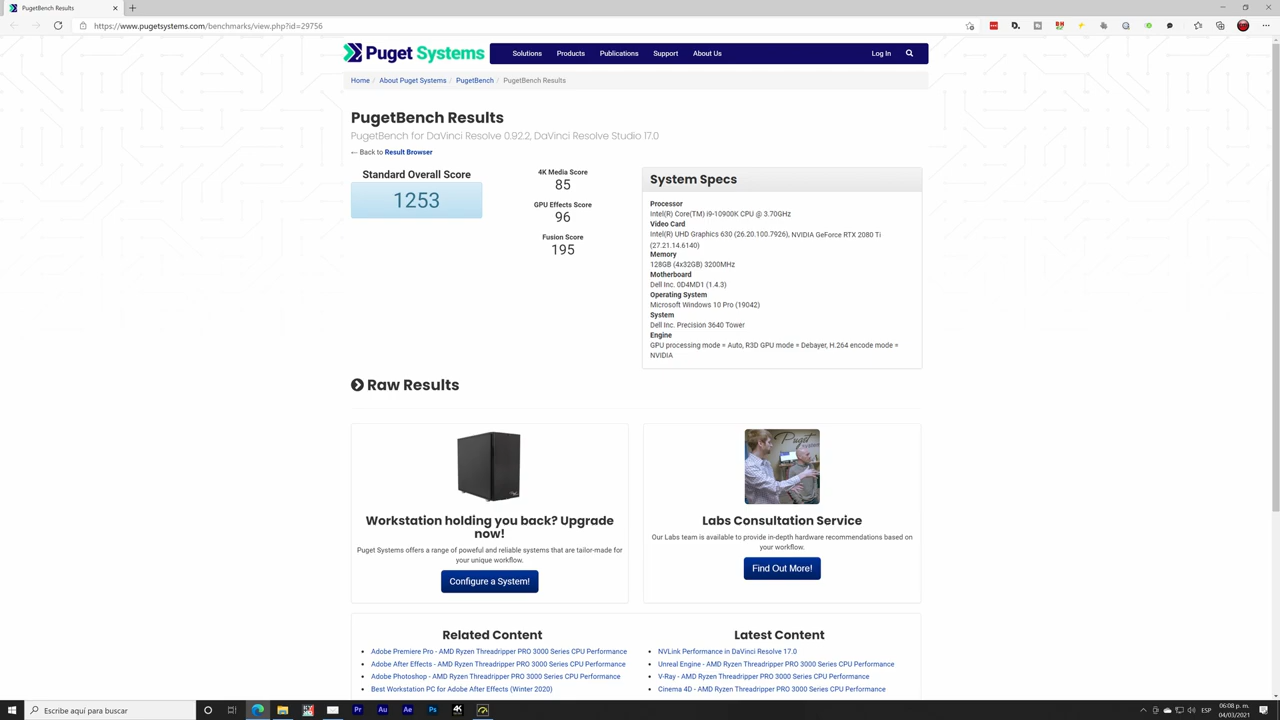 PugetBench Results
https://www.pugetsystems.com/benchmarks/view.php?id=29756
Puget Systems
Solutions Products Publications Support About Us Log In
Home / About Puget Systems / PugetBench / PugetBench Results
PugetBench Results
PugetBench for DaVinci Resolve 0.92.2, DaVinci Resolve Studio 17.0
← Back to Result Browser
Standard Overall Score
1253
4K Media Score
85
GPU Effects Score
96
Fusion Score
195
System Specs
Processor
Intel(R) Core(TM) i9-10900K CPU @ 3.70GHz
Video Card
Intel(R) UHD Graphics 630 (26.20.100.7926), NVIDIA GeForce RTX 2080 Ti
(27.21.14.6140)
Memory
128GB (4x32GB) 3200MHz
Motherboard
Dell Inc. 0D4MD1 (1.4.3)
Operating System
Microsoft Windows 10 Pro (19042)
System
Dell Inc. Precision 3640 Tower
Engine
GPU processing mode = Auto, R3D GPU mode = Debayer, H.264 encode mode =
NVIDIA
Raw Results
Workstation holding you back? Upgrade
now!
Puget Systems offers a range of poweful and reliable systems that are tailor-made for
your unique workflow.
Configure a System!
Puget
Labs Consultation Service
Our Labs team is available to provide in-depth hardware recommendations based on
your workflow.
Find Out More!
Related Content
• Adobe Premiere Pro - AMD Ryzen Threadripper PRO 3000 Series CPU Performance
• Adobe After Effects - AMD Ryzen Threadripper PRO 3000 Series CPU Performance
• Adobe Photoshop - AMD Ryzen Threadripper PRO 3000 Series CPU Performance
• Best Workstation PC for Adobe After Effects (Winter 2020)
Latest Content
• NVLink Performance in DaVinci Resolve 17.0
• Unreal Engine - AMD Ryzen Threadripper PRO 3000 Series CPU Performance
• V-Ray - AMD Ryzen Threadripper PRO 3000 Series CPU Performance
• Cinema 4D - AMD Ryzen Threadripper PRO 3000 Series CPU Performance
Escribe aquí para buscar
Pr Au Ae Ps 4K
ESP
06:08 p. m.
04/03/2021